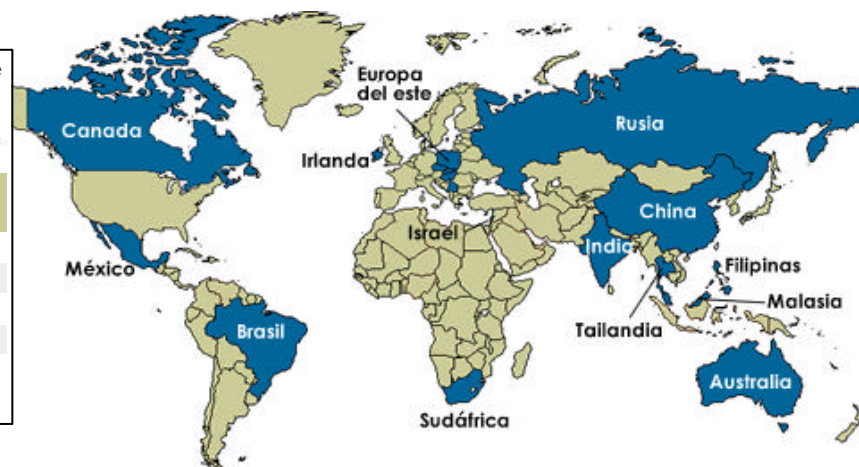 Europa
del este
Canada
Rusia
Irlanda
China
Israel
India
México
Filipinas
Malasia
Brasil
Tailandia
Australia
Sudáfrica